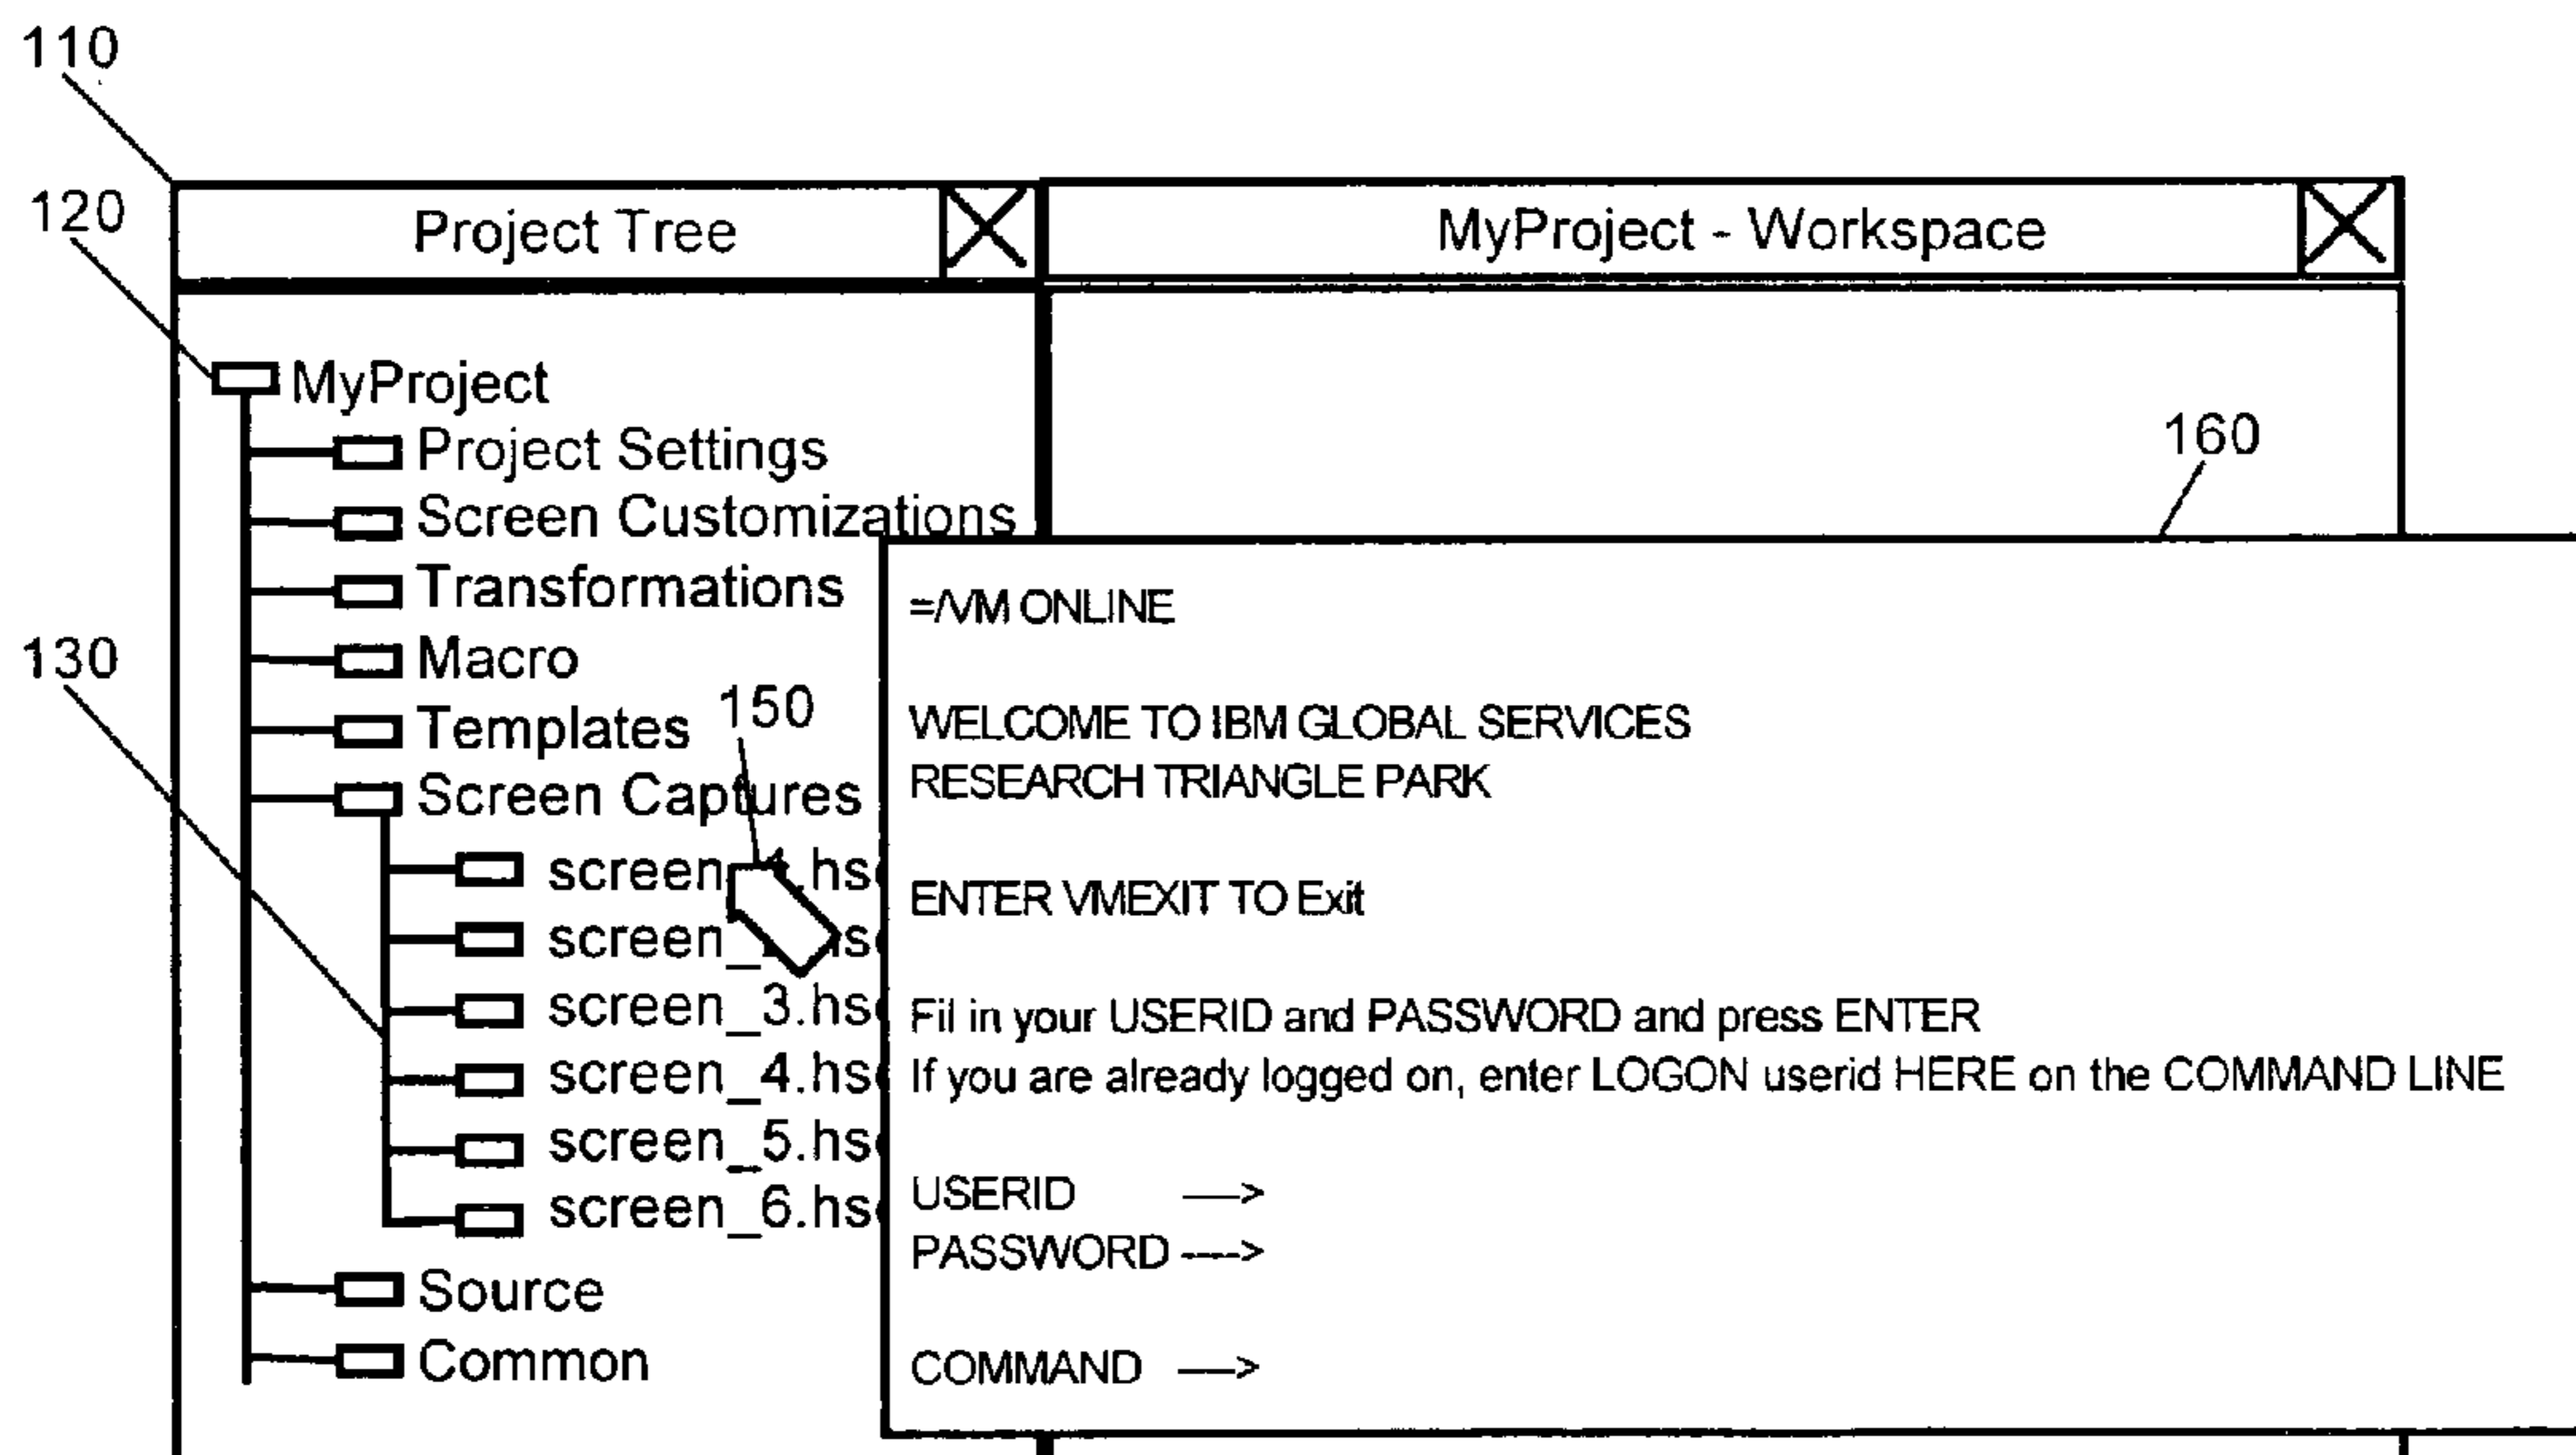 110
120
Project Tree
MyProject - Workspace
MyProject
Project Settings
160
Screen Customizations
Transformations
130
Macro
150
Templates
Screen Captures
screen_1.hs
screen_
screen_3.hs
screen_4.hs
screen_5.hs
screen_6.hs
Source
Common
=/VM ONLINE
WELCOME TO IBM GLOBAL SERVICES
RESEARCH TRIANGLE PARK
ENTER VMEXIT TO Exit
Fil in your USERID and PASSWORD and press ENTER
If you are already logged on, enter LOGON userid HERE on the COMMAND LINE
USERID --->
PASSWORD ---->
COMMAND --->